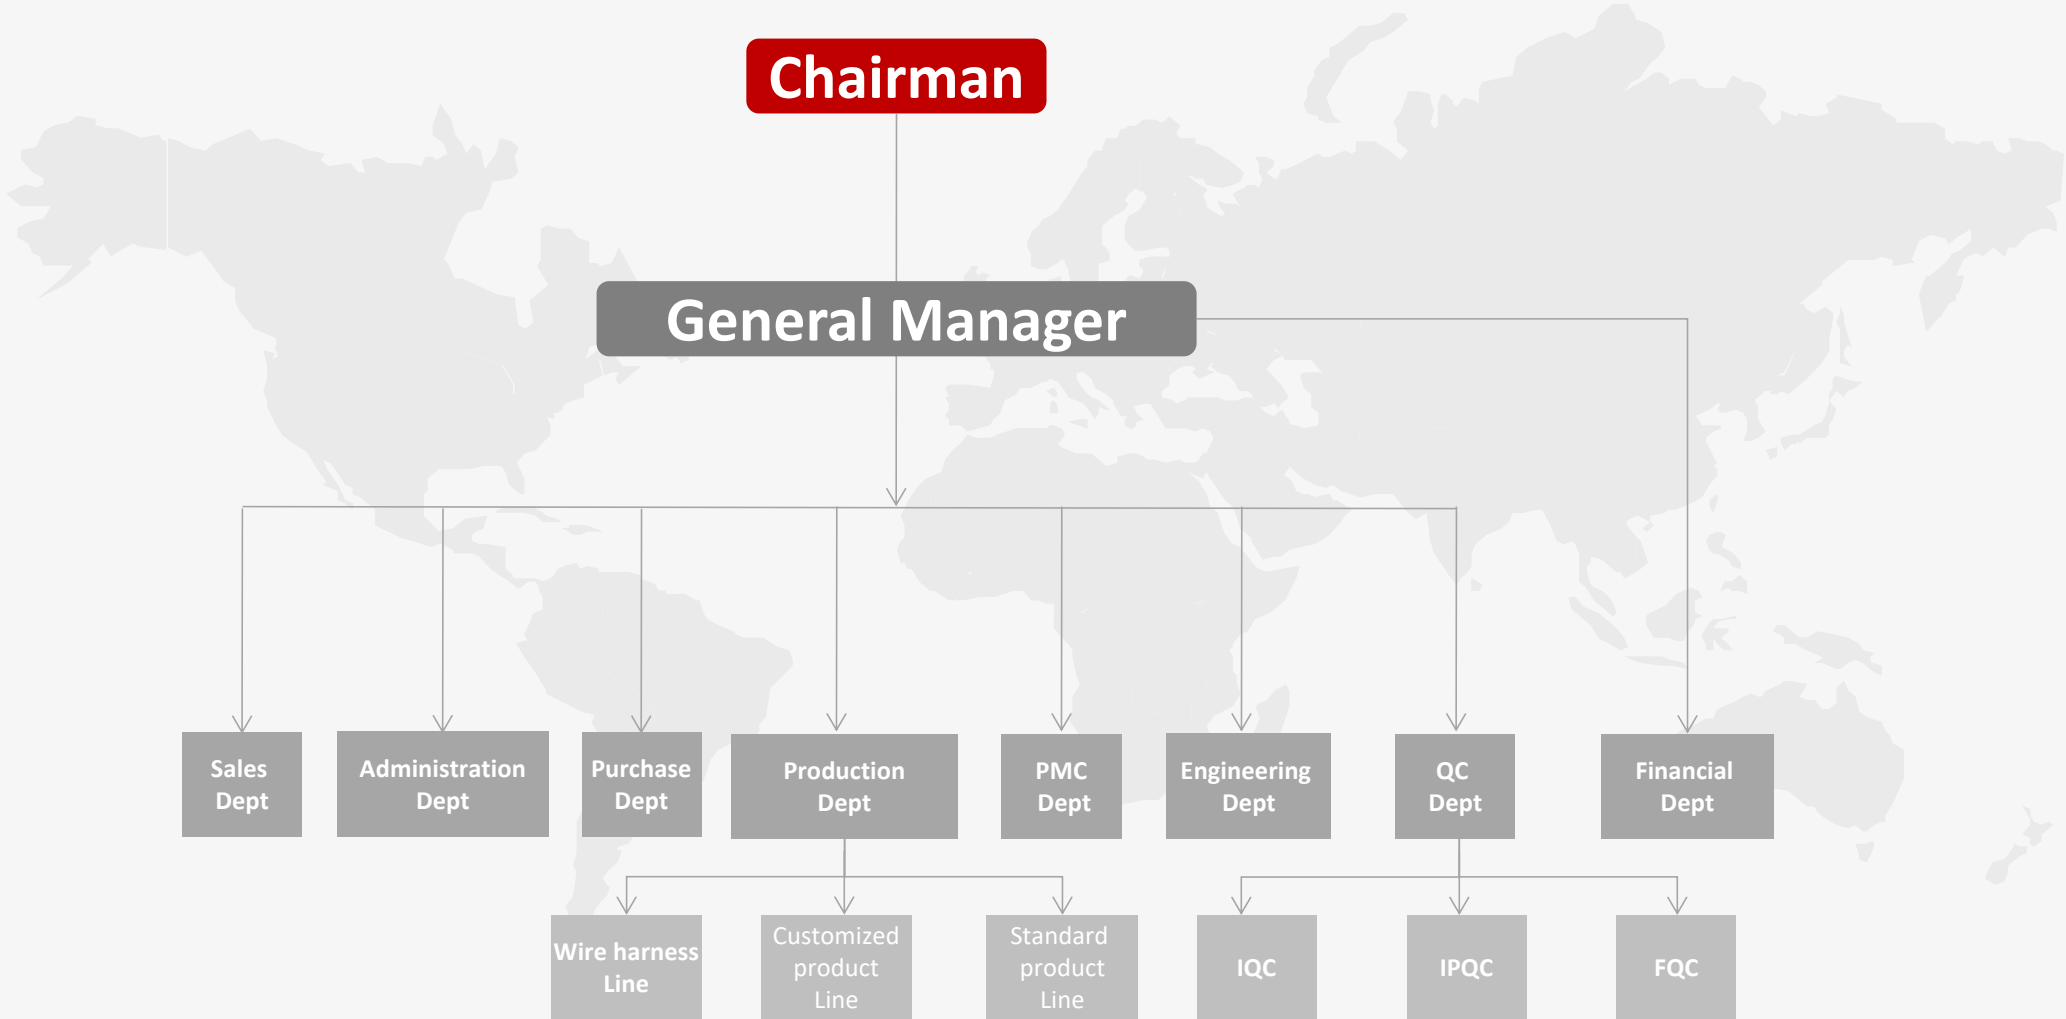 Chairman
General Manager
Sales
Dept
Administration
Dept
Purchase
Dept
Production
Dept
PMC
Dept
Engineering
Dept
QC
Dept
Financial
Dept
Wire harness
Line
Customized
product
Line
Standard
product
Line
IQC
IPQC
FQC